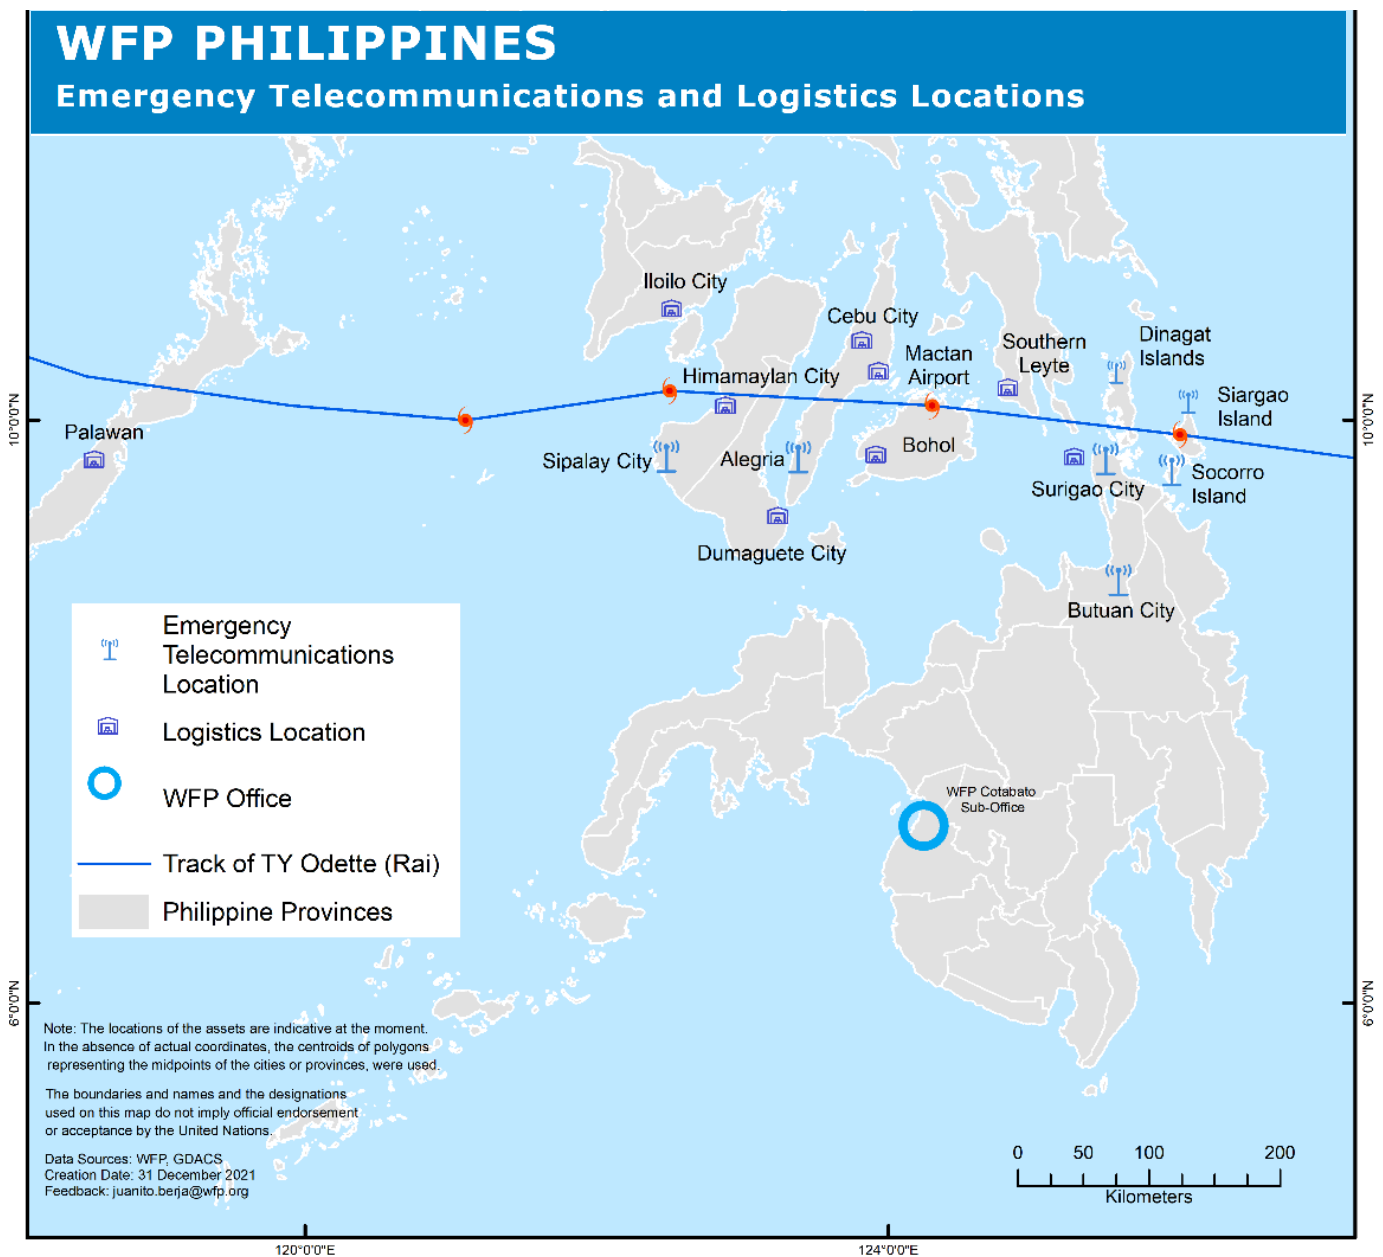 WFP PHILIPPINES
Emergency Telecommunications and Logistics Locations
Iloilo City
Cebu City
Mactan
Airport
Southern
Leyte
Dinagat
Islands
Himamaylan City
Siargao
Island
Palawan
Sipalay City
Alegria
Bohol
Surigao City
Socorro
Island
Dumaguete City
Butuan City
WFP Cotabato
Sub-Office
Emergency
Telecommunications
Location
Logistics Location
WFP Office
Track of TY Odette (Rai)
Philippine Provinces
Note: The locations of the assets are indicative at the moment.
In the absence of actual coordinates, the centroids of polygons
representing the midpoints of the cities or provinces, were used.
The boundaries and names and the designations
used on this map do not imply official endorsement
or acceptance by the United Nations.
Data Sources: WFP, GDACS
Creation Date: 31 December 2021
Feedback: juanito.berja@wfp.org
0 50 100 200
Kilometers
10°0'0"N
10°0'0"N
6°0'0"N
6°0'0"N
120°0'0"E
124°0'0"E